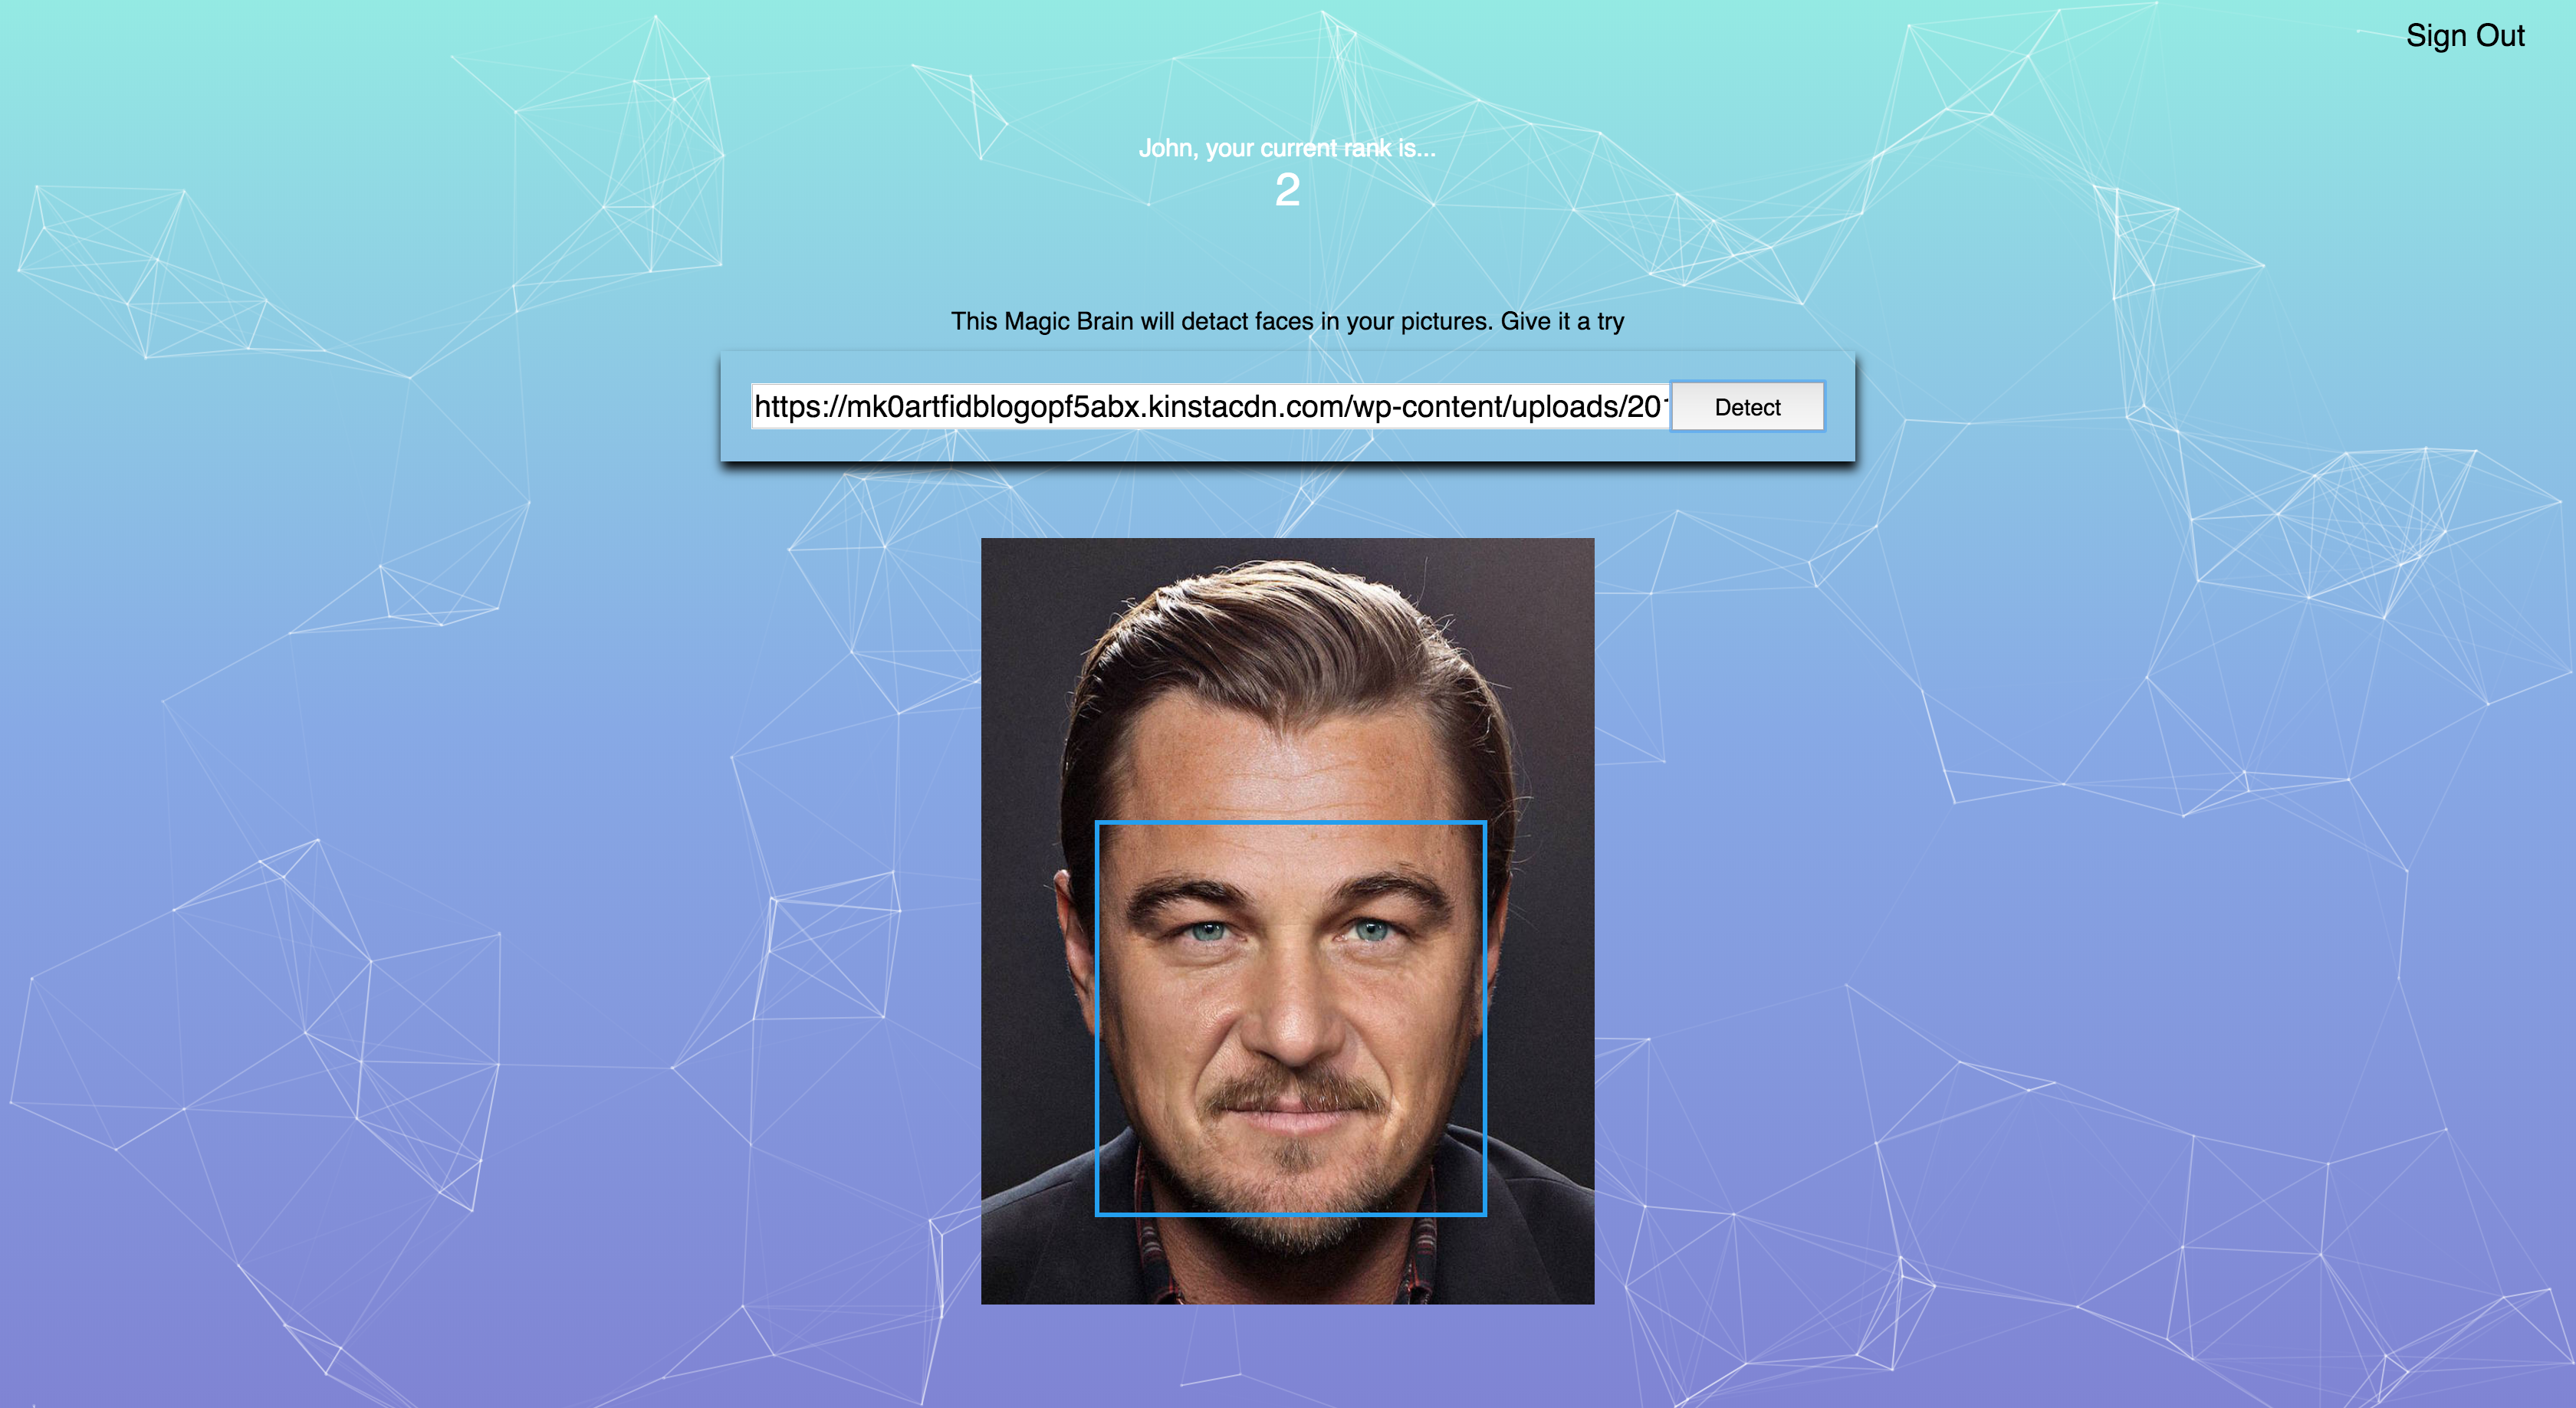 Sign Out
John, your current rank is...
2
This Magic Brain will detact faces in your pictures. Give it a try
https://mk0artfidblogopf5abx.kinstacdn.com/wp-content/uploads/201
Detect